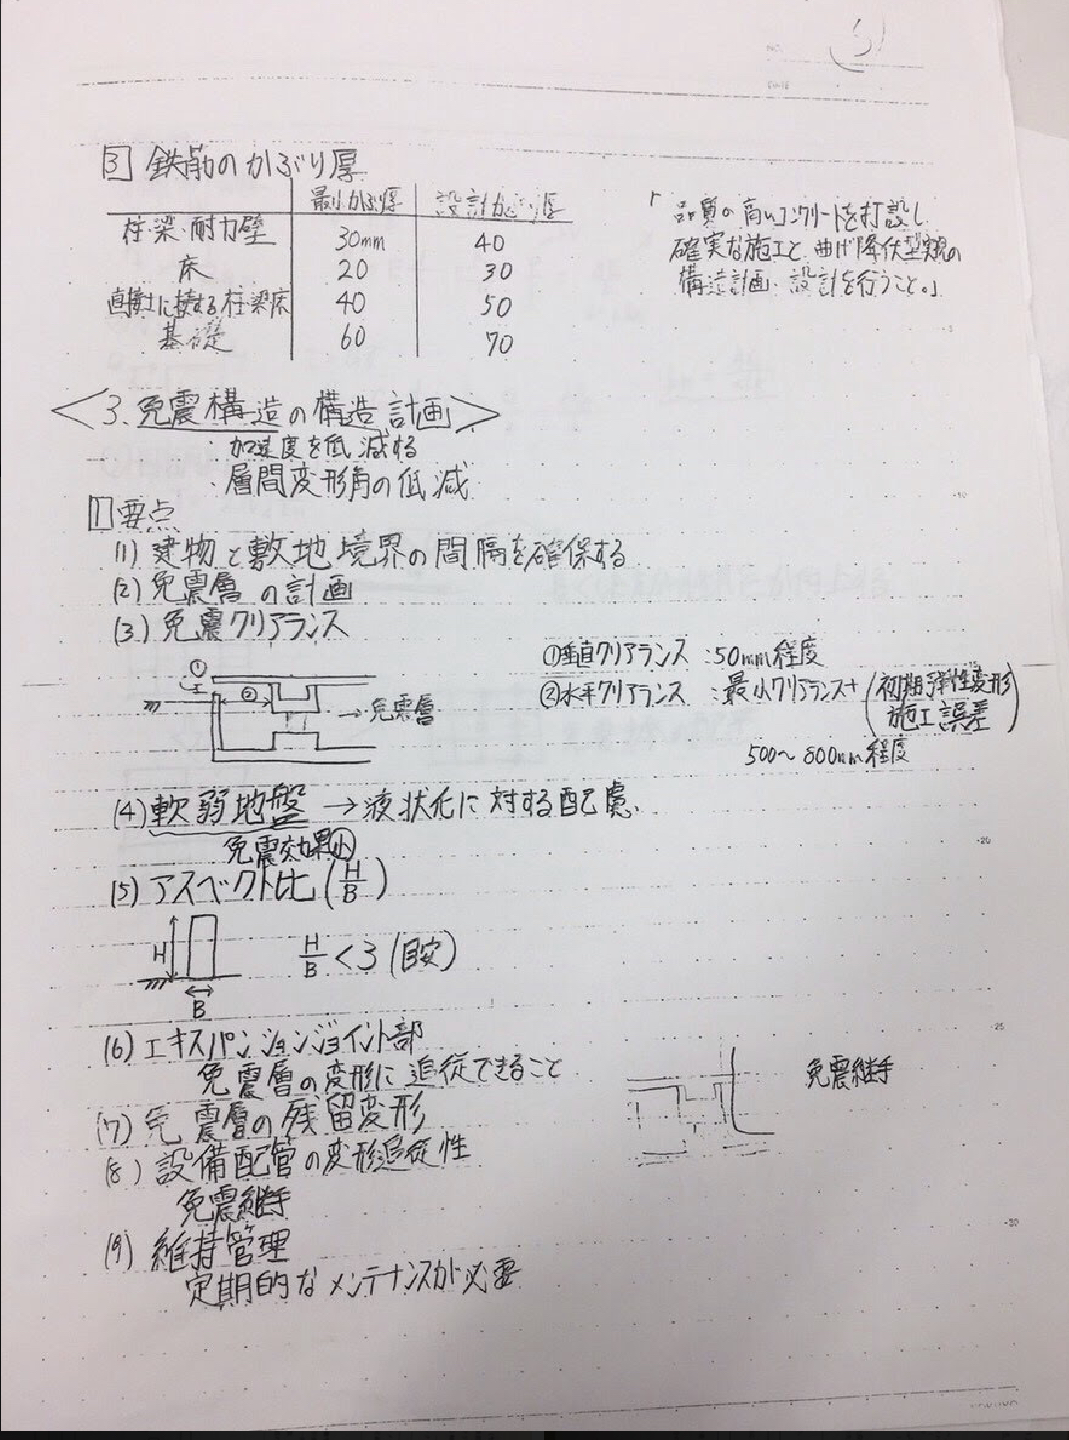 5
NO.
③ 鉄筋のかぶり厚
最小かぶり厚 設計かぶり厚
柱・梁・耐力壁 30mm 40
床 20 30
直接土に接する柱梁床 40 50
基礎 60 70
「品質の高いコンクリートを打設し
確実な施工と曲げ降伏型実現の
構造計画・設計を行うこと。」
<3. 免震構造の構造計画>
・加速度を低減する
・層間変形角の低減
1 要点
(1) 建物と敷地境界の間隔を確保する
(2) 免震層の計画
(3) 免震クリアランス
① ② →免震層
①垂直クリアランス:50mm程度
②水平クリアランス:最小クリアランス+(初期弾性変形
施工誤差)
500〜800mm程度
(4) 軟弱地盤→液状化に対する配慮.
免震効果小
(5) アスペクト比(H/B)
H
B
H/B<3(目安)
(6) エキスパンションジョイント部
免震層の変形に追従できること
免震継手
(7) 免震層の残留変形
(8) 設備配管の変形追従性
免震継手
(9) 維持管理
定期的なメンテナンスが必要